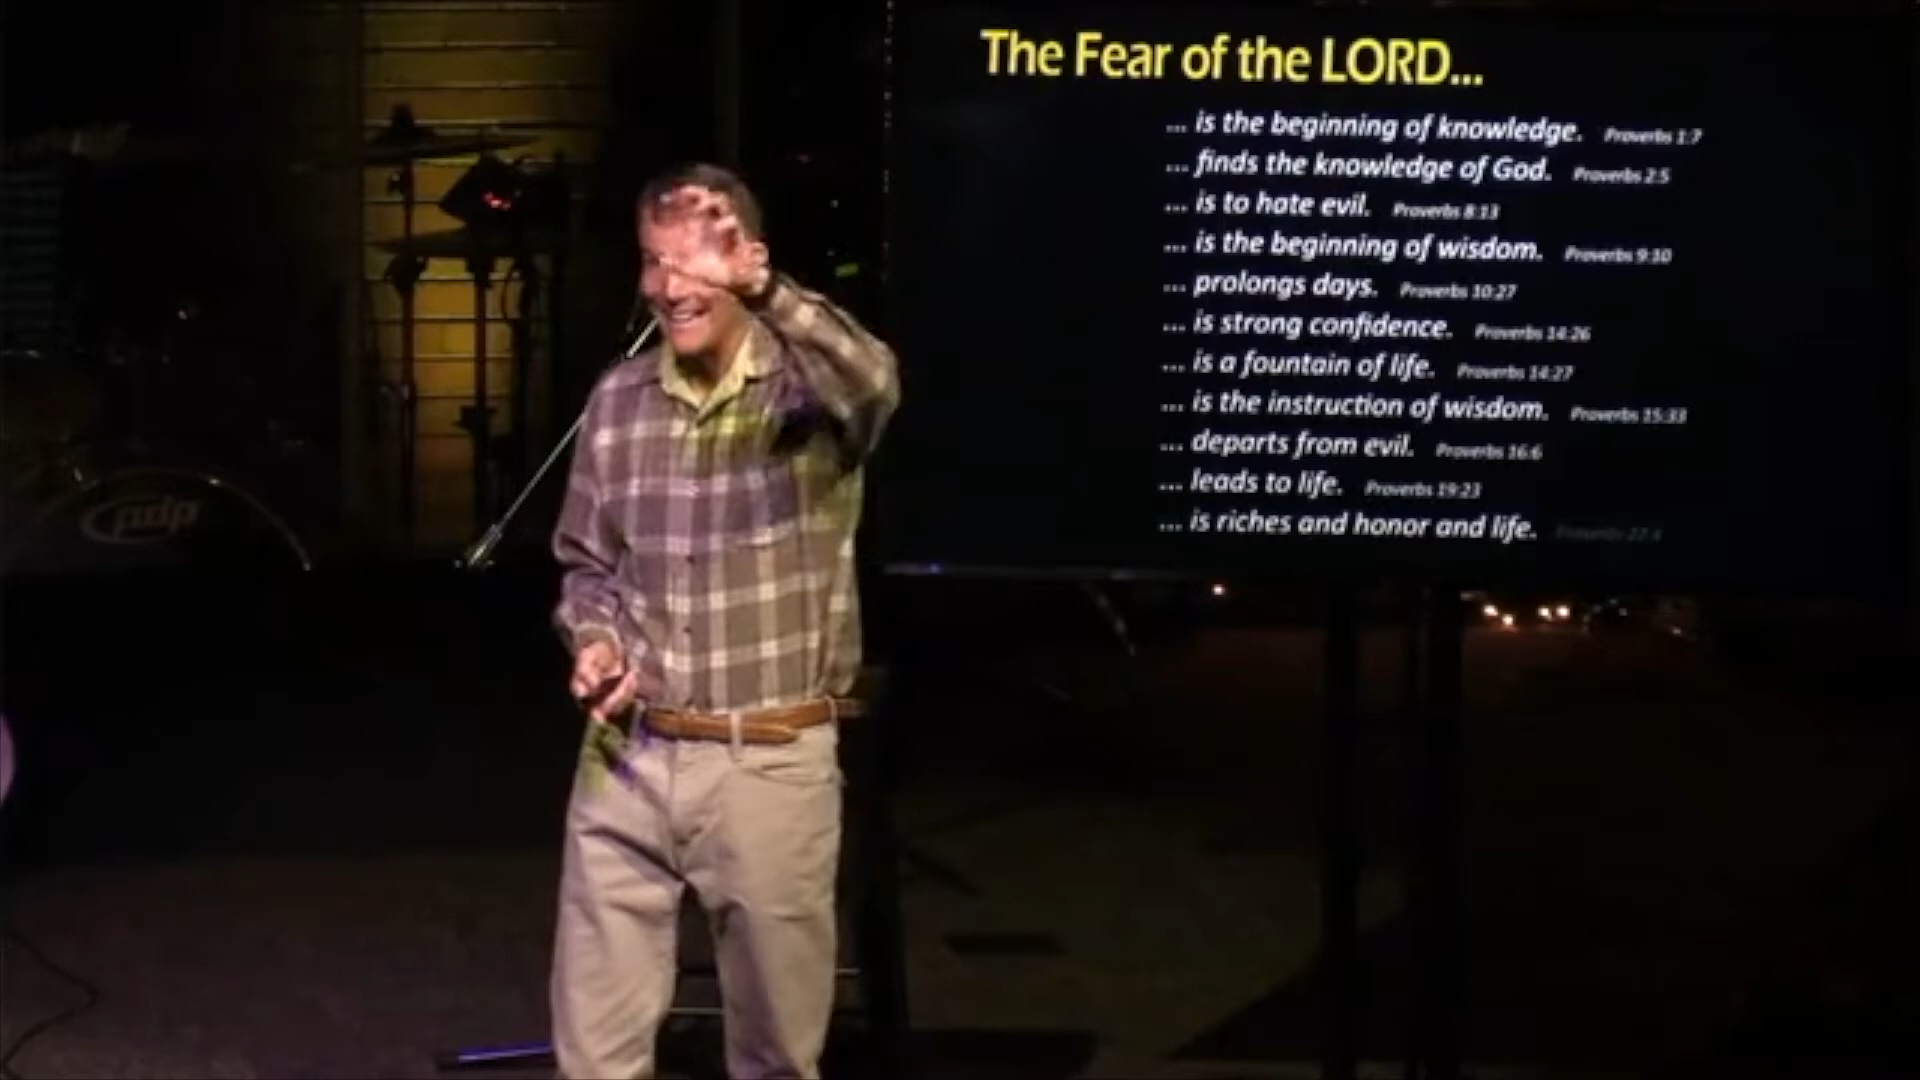 The Fear of the LORD...
... is the beginning of knowledge. Proverbs 1:7
... finds the knowledge of God. Proverbs 2:5
... is to hate evil. Proverbs 8:13
... is the beginning of wisdom. Proverbs 9:10
... prolongs days. Proverbs 10:27
... is strong confidence. Proverbs 14:26
... is a fountain of life. Proverbs 14:27
... is the instruction of wisdom. Proverbs 15:33
... departs from evil. Proverbs 16:6
... leads to life. Proverbs 19:23
... is riches and honor and life. Proverbs 22:4
pdp